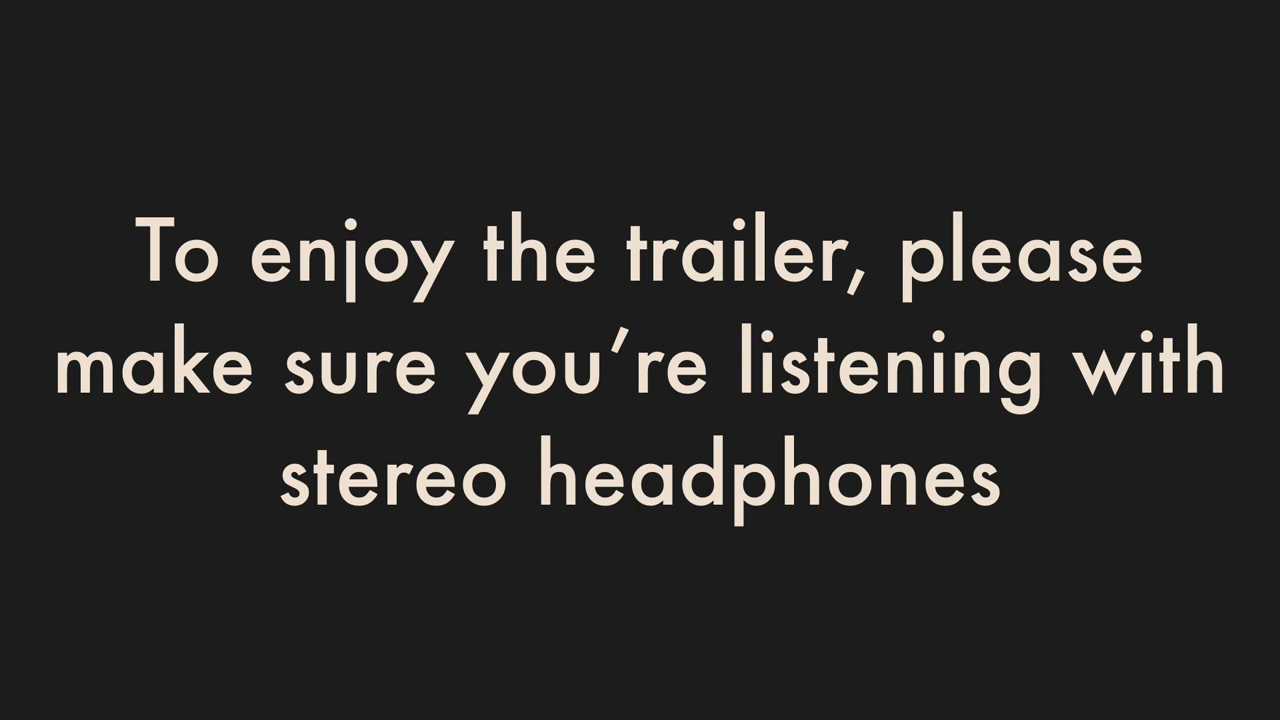 To enjoy the trailer, please
make sure you’re listening with
stereo headphones